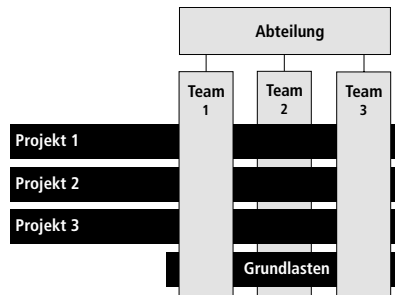 Abteilung
Team
1
Team
2
Team
3
Projekt 1
Projekt 2
Projekt 3
Grundlasten